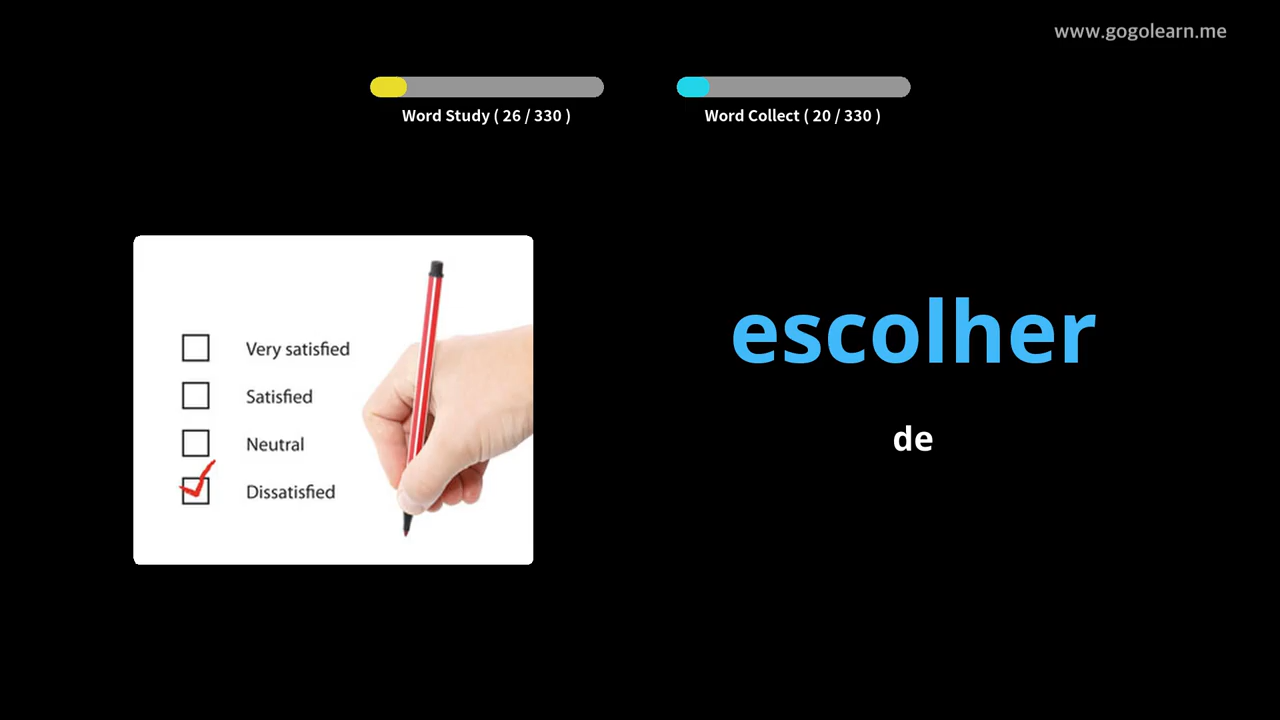 www.gogolearn.me
Word Study ( 26 / 330 )
Word Collect ( 20 / 330 )
Very satisfied
Satisfied
Neutral
Dissatisfied
escolher
de